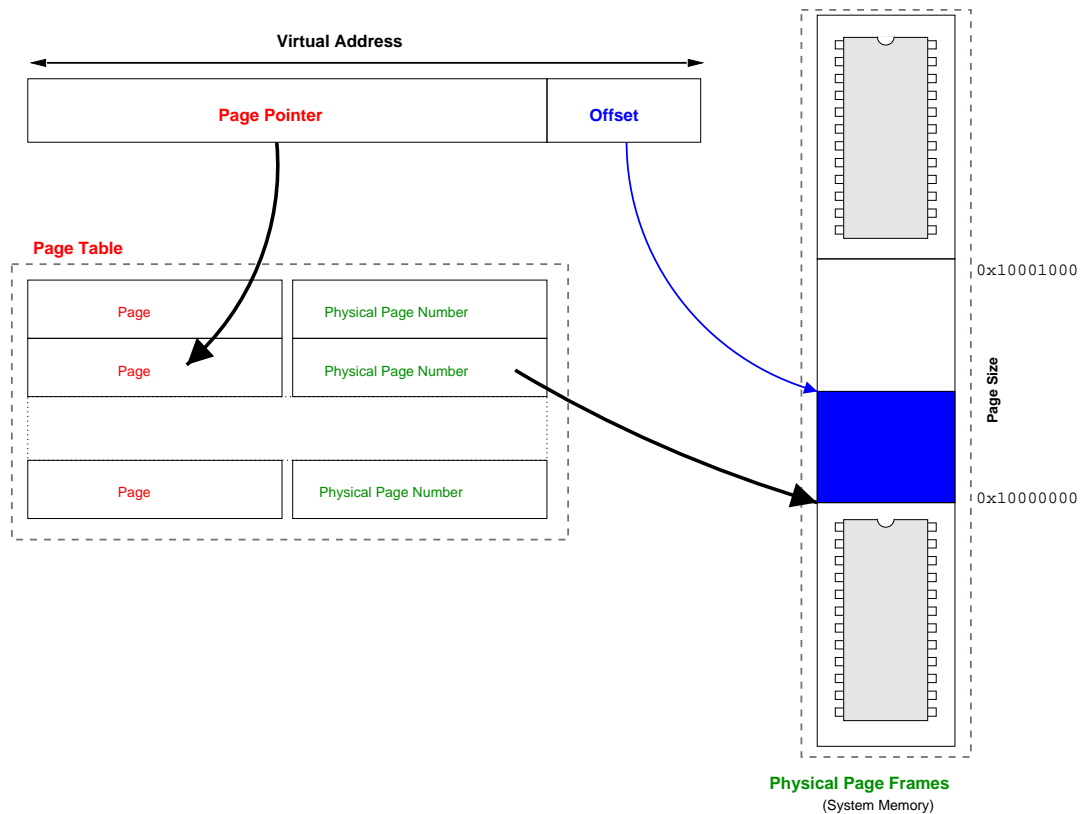 Virtual Address
Page Pointer
Offset
Page Table
Page
Physical Page Number
Page
Physical Page Number
Page
Physical Page Number
0x10001000
Page Size
0x10000000
Physical Page Frames
(System Memory)